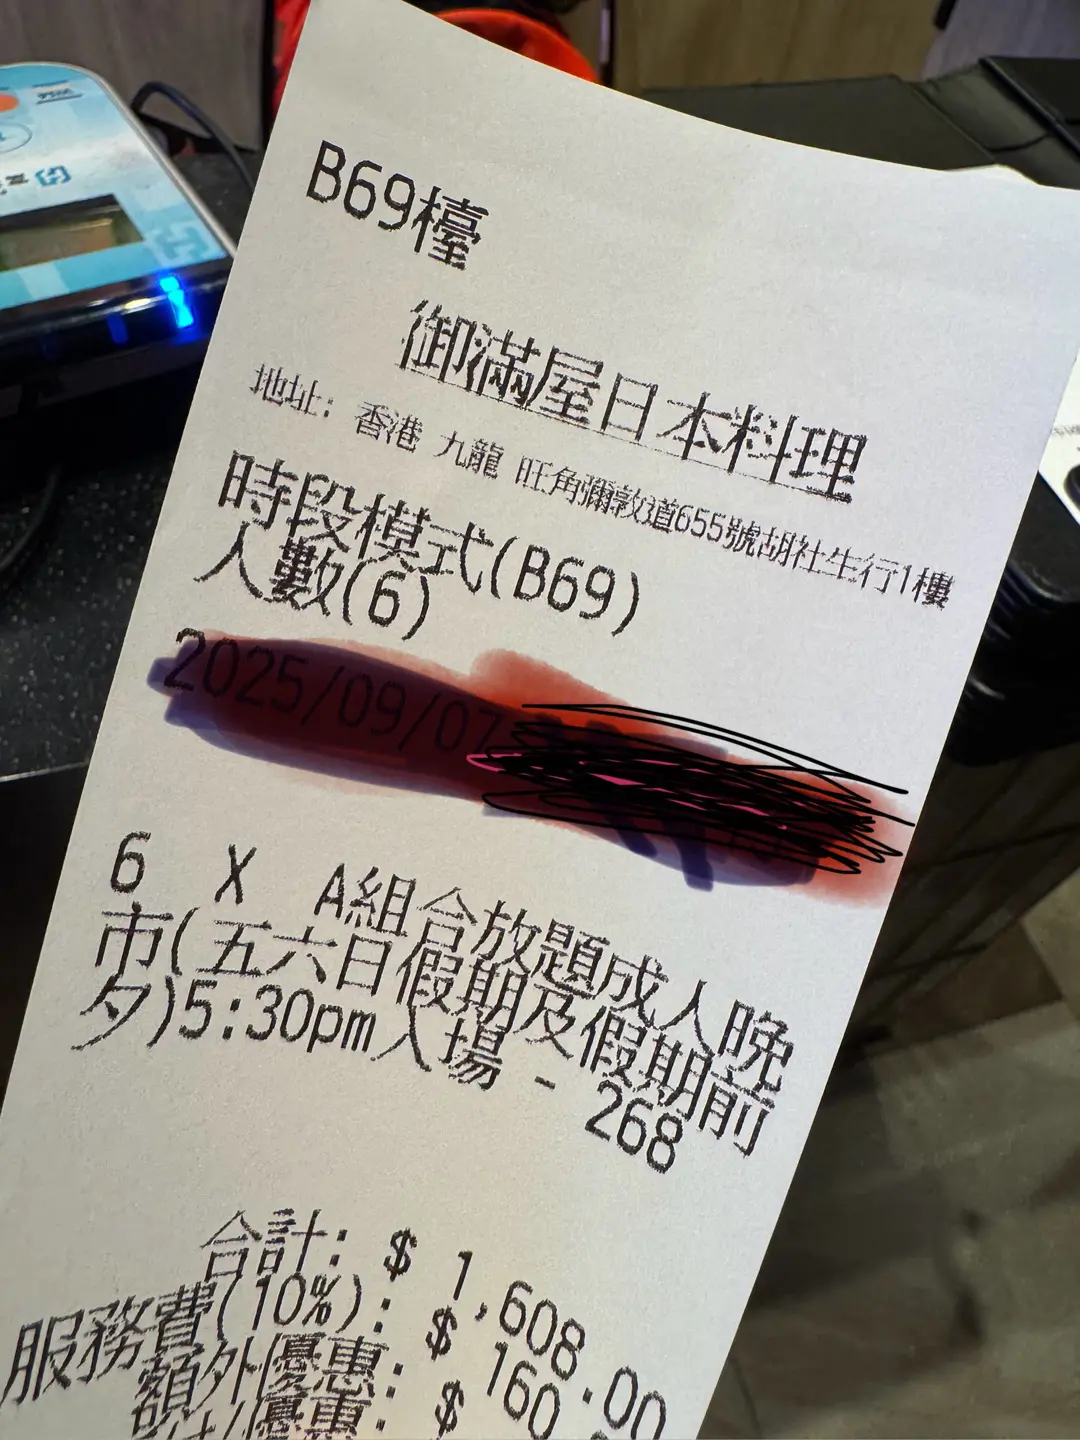 B69檯
御滿屋日本料理
地址: 香港 九龍 旺角彌敦道655號胡社生行1樓
時段模式(B69)
人數(6)
2025/09/07
6 X A組合放題成人晚
市(五六日假期及假期前
夕)5:30pm入場 - 268
合計: $ 1,608.00
服務費(10%): $ 160
額外優惠: $